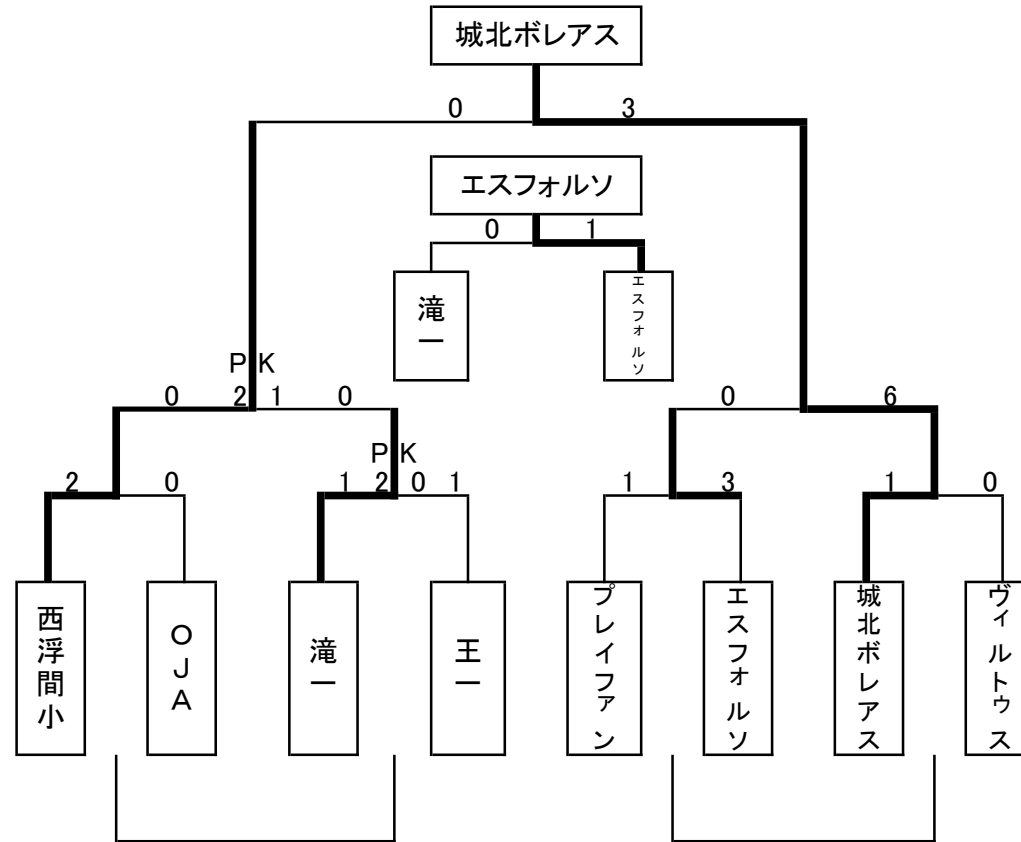 城北ボレアス
0 3
エスフォルソ
0 1
滝一
エスフォルソ
PK
0 2 1 0
0 6
PK
2 0
1 2 0 1
1 3
1 0
西浮間小
OJA
滝一
王一
プレイファン
エスフォルソ
城北ボレアス
ヴィルトゥス